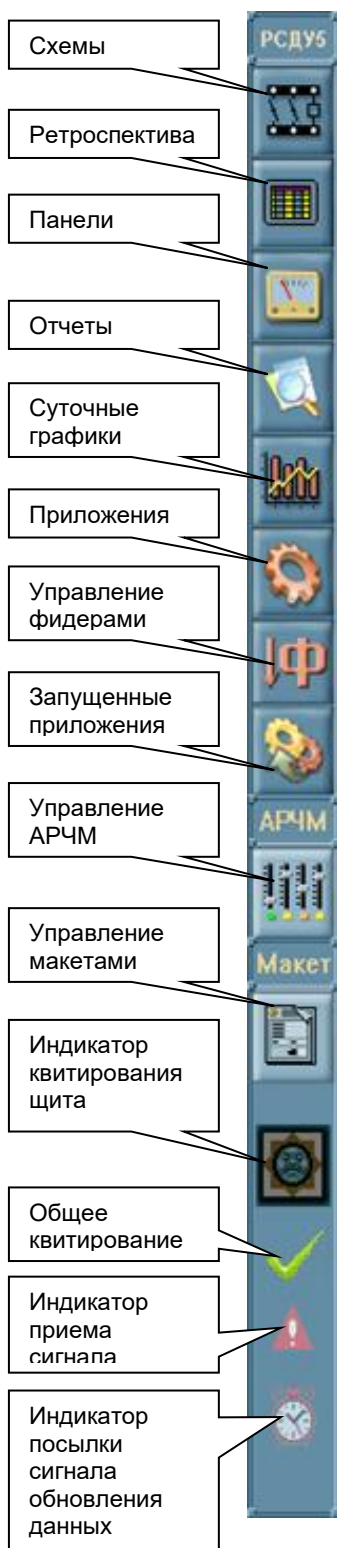 Схемы
РСДУ5
Ретроспектива
Панели
Отчеты
Суточные
графики
Приложения
Управление
фидерами
Ф
Запущенные
приложения
АРЧМ
Управление
АРЧМ
Макет
Управление
макетами
Индикатор
квитирования
щита
Общее
квитирование
Индикатор
приема
сигнала
Индикатор
посылки
сигнала
обновления
данных